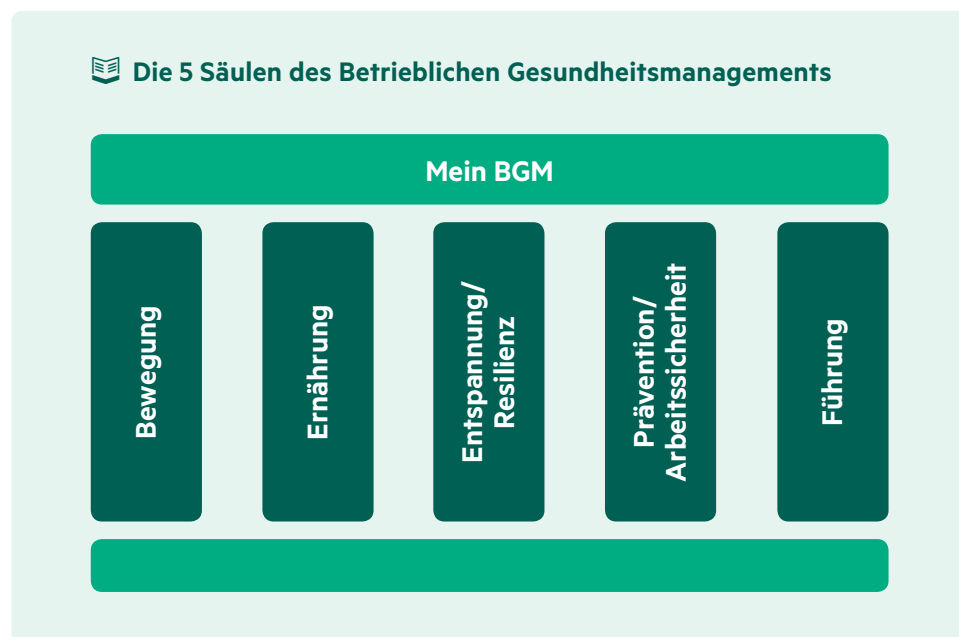 Die 5 Säulen des Betrieblichen Gesundheitsmanagements
Mein BGM
Bewegung
Ernährung
Entspannung/
Resilienz
Prävention/
Arbeitssicherheit
Führung